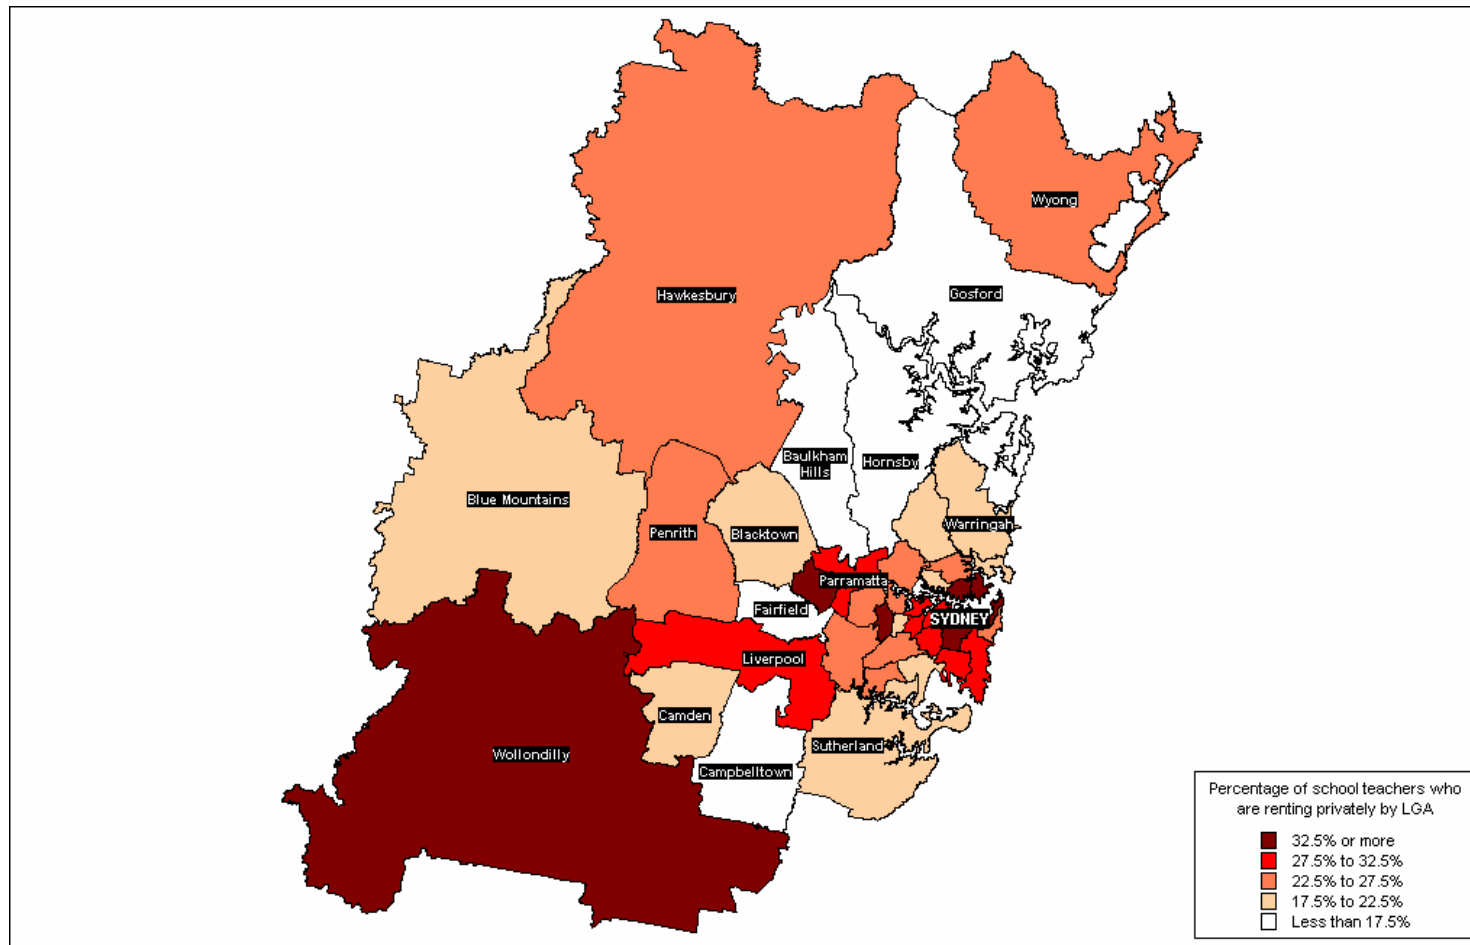 Wyong
Hawkesbury
Gosford
Baulkham
Hills
Hornsby
Blue Mountains
Warringah
Penrith
Blacktown
Parramatta
Fairfield
SYDNEY
Liverpool
Camden
Sutherland
Wollondilly
Campbelltown
Percentage of school teachers who
are renting privately by LGA
32.5% or more
27.5% to 32.5%
22.5% to 27.5%
17.5% to 22.5%
Less than 17.5%